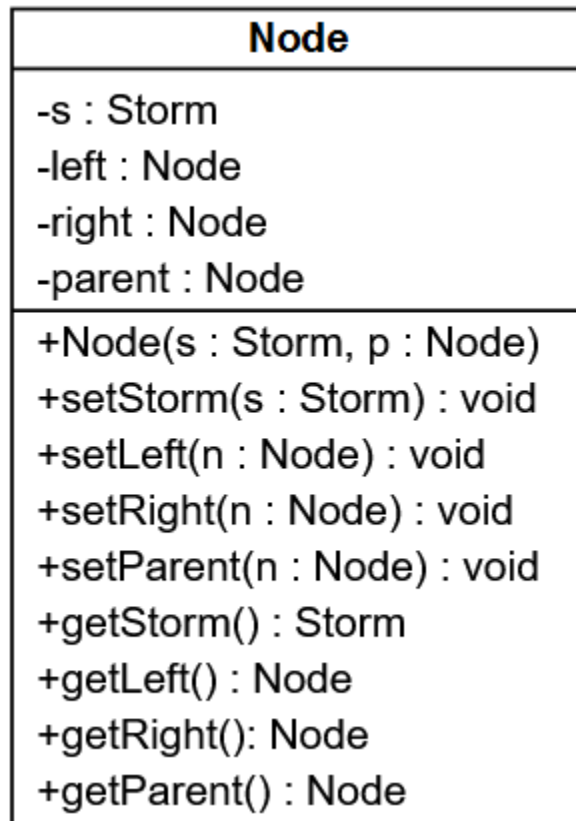 Node
-s : Storm
-left : Node
-right : Node
-parent : Node
+Node(s : Storm, p : Node)
+setStorm(s : Storm) : void
+setLeft(n : Node) : void
+setRight(n : Node) : void
+setParent(n : Node) : void
+getStorm() : Storm
+getLeft() : Node
+getRight(): Node
+getParent() : Node